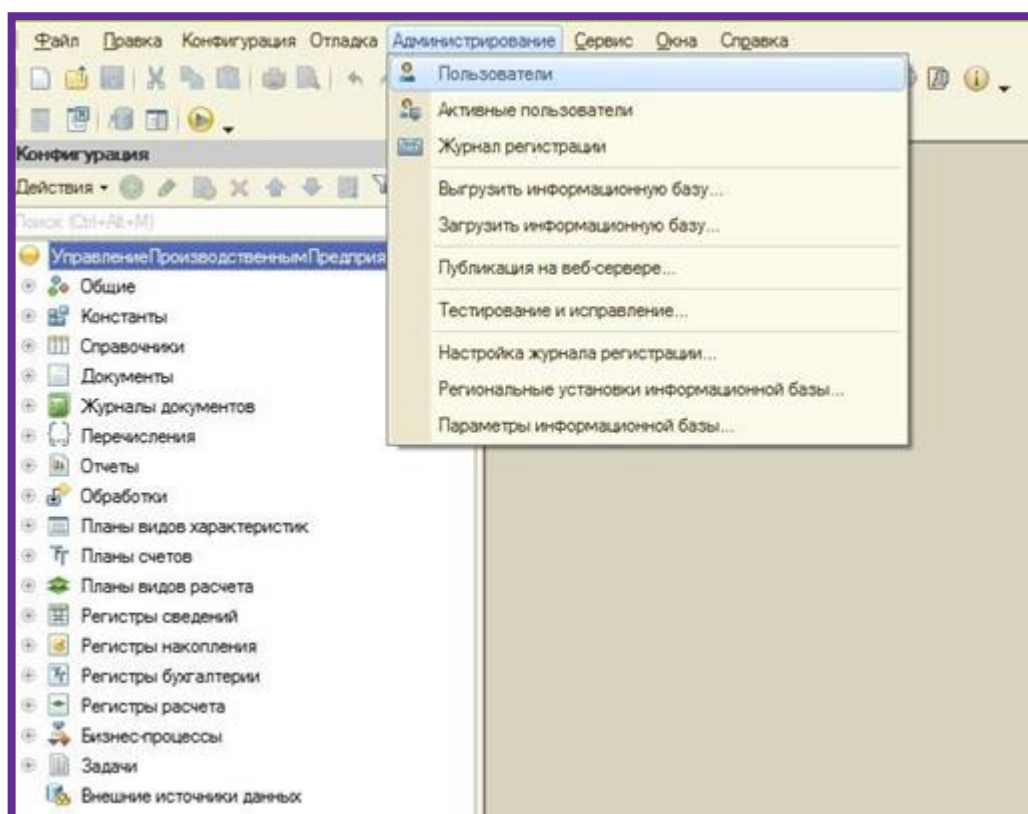 Файл Правка Конфигурация Отладка Администрирование Сервис Окна Справка
Пользователи
Активные пользователи
Журнал регистрации
Выгрузить информационную базу...
Загрузить информационную базу...
Публикация на веб-сервере...
Тестирование и исправление...
Настройка журнала регистрации...
Региональные установки информационной базы...
Параметры информационной базы...
Конфигурация
Действия
Поиск (Ctrl+Alt+M)
УправлениеПроизводственнымПредприя
Общие
Константы
Справочники
Документы
Журналы документов
Перечисления
Отчеты
Обработки
Планы видов характеристик
Планы счетов
Планы видов расчета
Регистры сведений
Регистры накопления
Регистры бухгалтерии
Регистры расчета
Бизнес-процессы
Задачи
Внешние источники данных